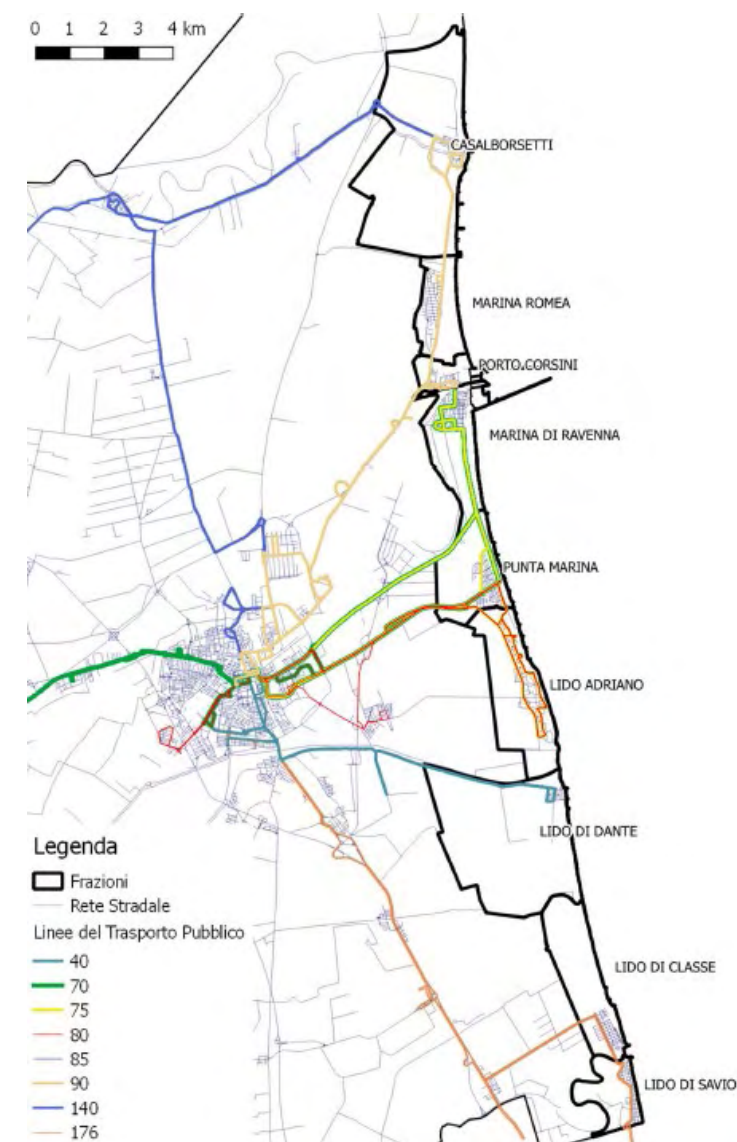 0 1 2 3 4 km
CASALBORSETTI
MARINA ROMEA
PORTO CORSINI
MARINA DI RAVENNA
PUNTA MARINA
LIDO ADRIANO
LIDO DI DANTE
LIDO DI CLASSE
LIDO DI SAVIO
Legenda
Frazioni
Rete Stradale
Linee del Trasporto Pubblico
40
70
75
80
85
90
140
176